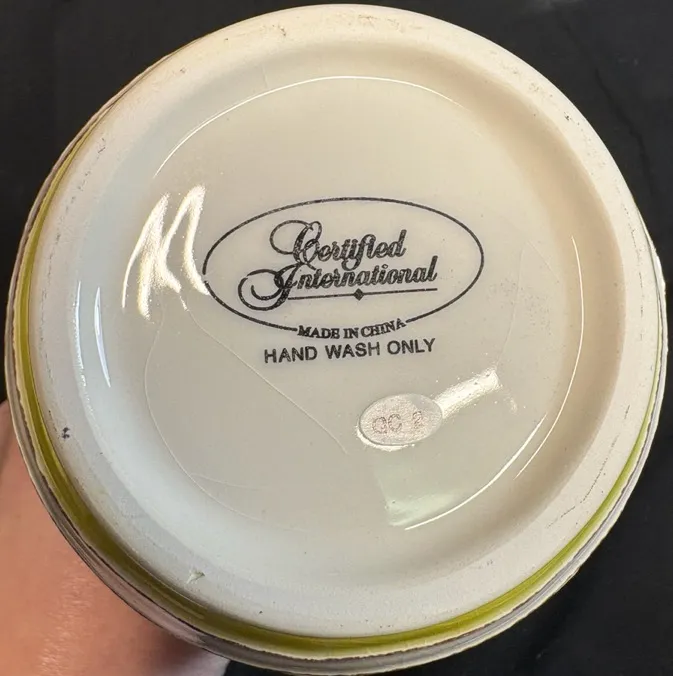 Certified
International
MADE IN CHINA
HAND WASH ONLY
QC 2